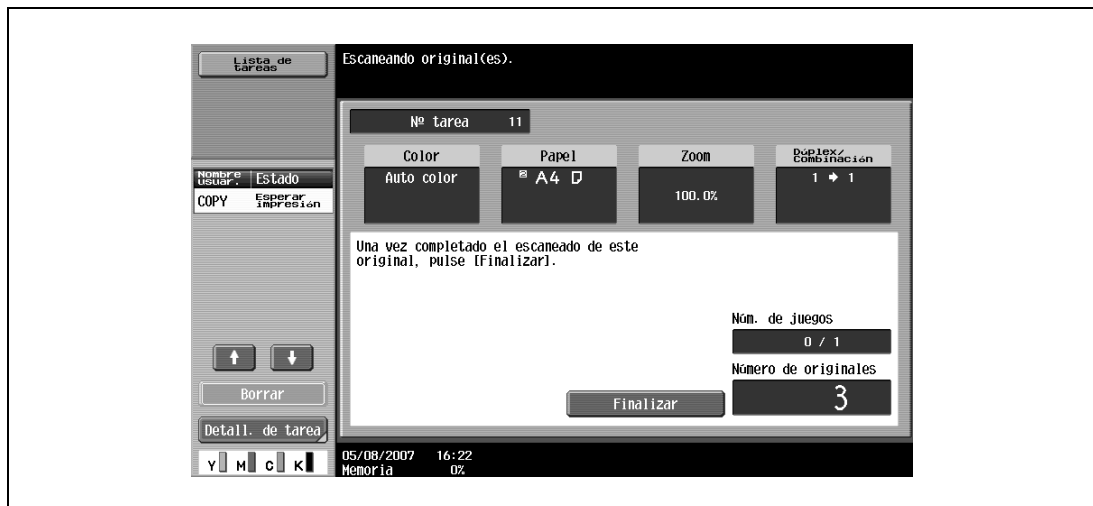 Lista de
tareas
Escaneando original(es).
Nº tarea 11
Color Papel Zoom Dúplex/
Combinación
Auto color A4 100.0% 1 → 1
Nombre
usuar. Estado
COPY Esperar
impresión
Una vez completado el escaneado de este
original, pulse [Finalizar].
Núm. de juegos
0 / 1
Número de originales
3
Finalizar
Borrar
Detall. de tarea
Y M C K
05/08/2007 16:22
Memoria 0%